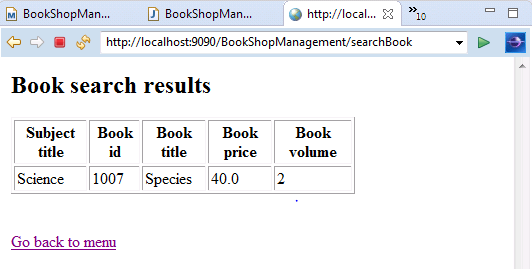 BookShopMan... BookShopMan... http://local... »10
http://localhost:9090/BookShopManagement/searchBook
Book search results
Subject title Book id Book title Book price Book volume
Science 1007 Species 40.0 2
Go back to menu